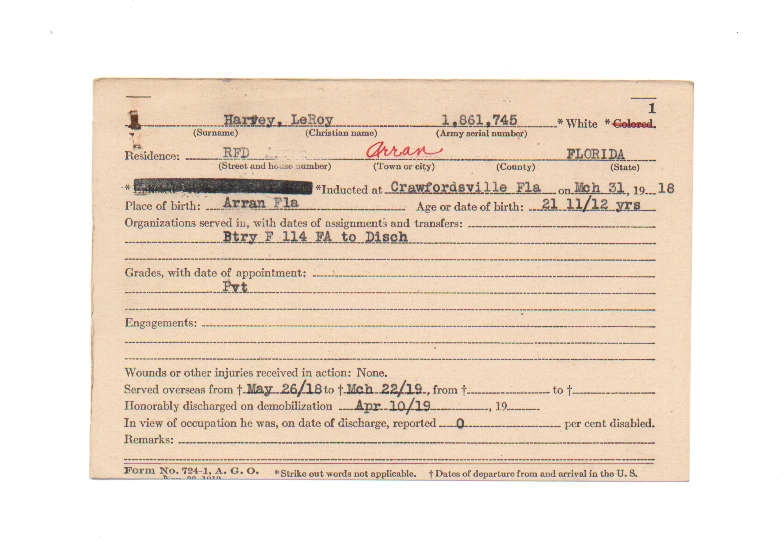 1
Harvey, LeRoy 1,861,745 * White * Colored.
(Surname) (Christian name) (Army serial number)
Residence: RFD Arran FLORIDA
(Street and house number) (Town or city) (County) (State)
* *Inducted at Crawfordsville Fla on Mch 31, 19 18
Place of birth: Arran Fla Age or date of birth: 21 11/12 yrs
Organizations served in, with dates of assignments and transfers:
Btry F 114 FA to Disch
Grades, with date of appointment:
Pvt
Engagements:
Wounds or other injuries received in action: None.
Served overseas from † May 26/18 to † Mch 22/19, from † to †
Honorably discharged on demobilization Apr 10/19, 19
In view of occupation he was, on date of discharge, reported 0 per cent disabled.
Remarks:
Form No. 724-1, A. G. O. *Strike out words not applicable. † Dates of departure from and arrival in the U. S.